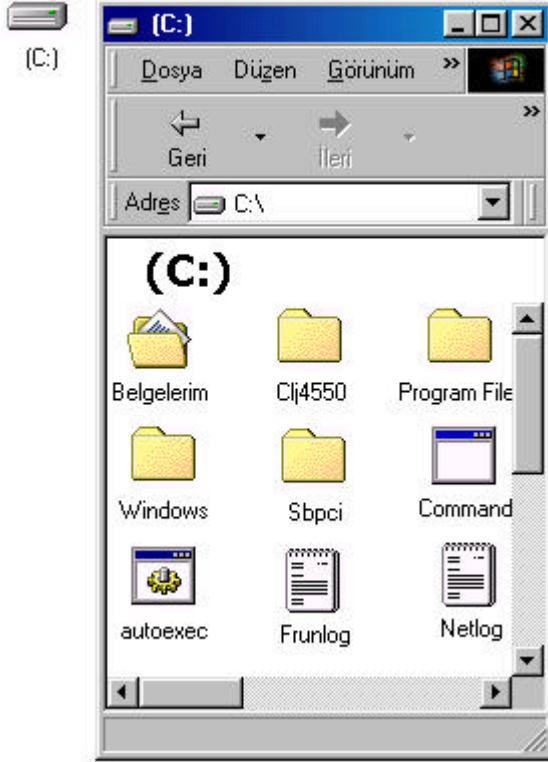 (C:)
(C:)
Dosya Düzen Görünüm »
»
Geri İleri
Adres C:\
(C:)
Belgelerim Clj4550 Program File
Windows Sbpci Command
autoexec Frunlog Netlog